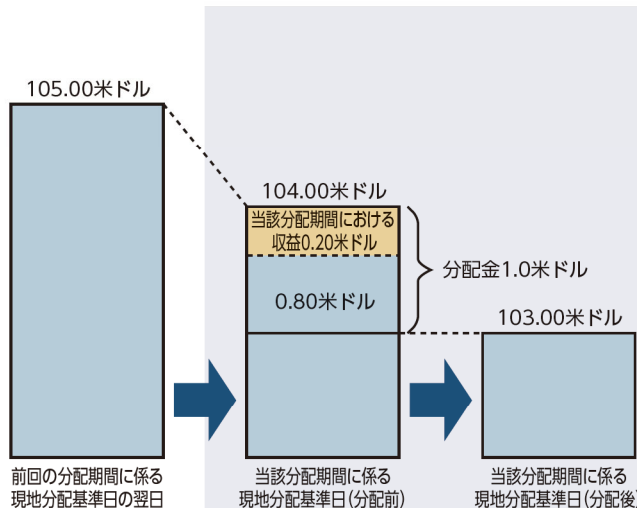 105.00米ドル
104.00米ドル
当該分配期間における
収益0.20米ドル
0.80米ドル
分配金1.0米ドル
103.00米ドル
前回の分配期間に係る
現地分配基準日の翌日
当該分配期間に係る
現地分配基準日(分配前)
当該分配期間に係る
現地分配基準日(分配後)